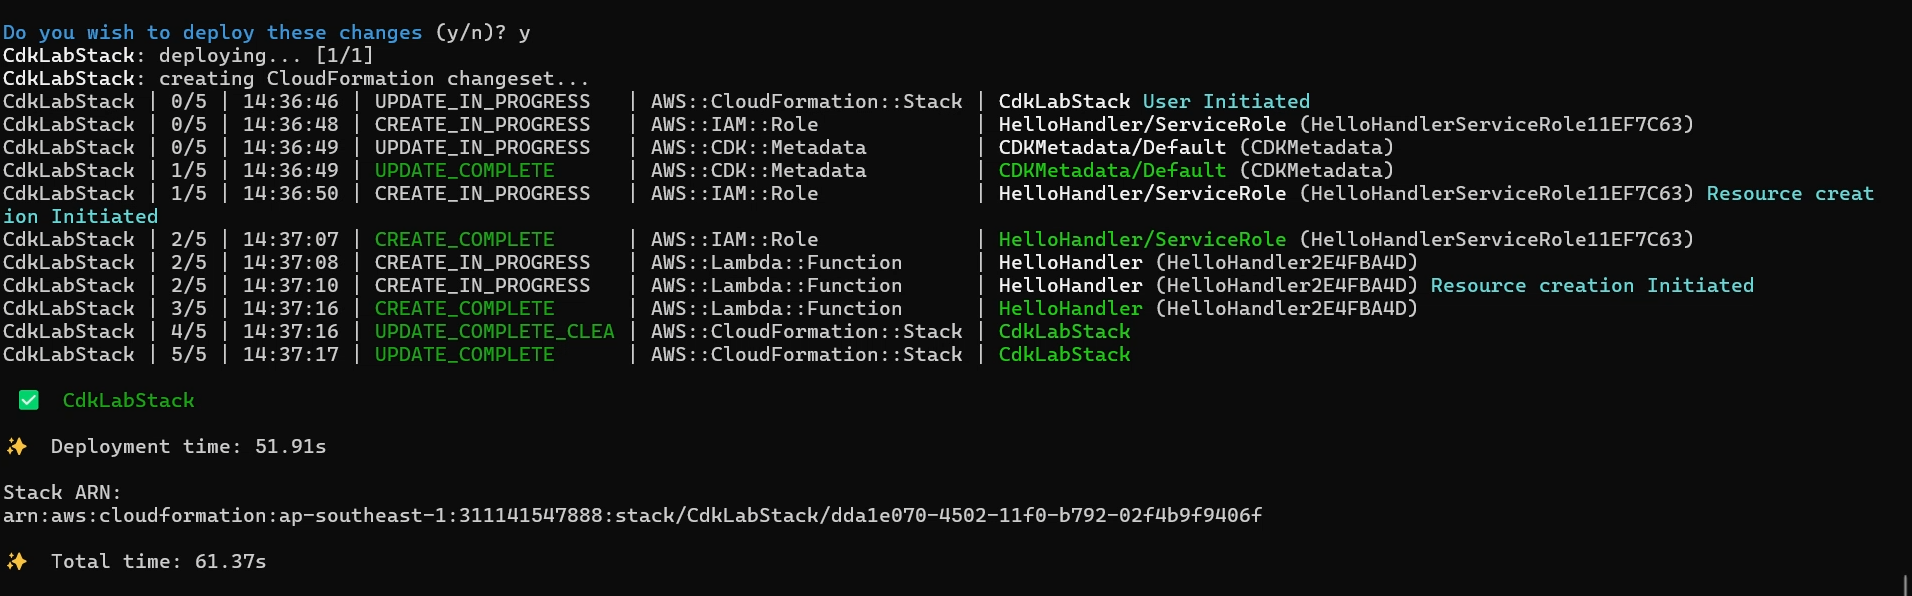 Do you wish to deploy these changes (y/n)? y
CdkLabStack: deploying... [1/1]
CdkLabStack: creating CloudFormation changeset...
CdkLabStack | 0/5 | 14:36:46 | UPDATE_IN_PROGRESS   | AWS::CloudFormation::Stack | CdkLabStack User Initiated
CdkLabStack | 0/5 | 14:36:48 | CREATE_IN_PROGRESS   | AWS::IAM::Role             | HelloHandler/ServiceRole (HelloHandlerServiceRole11EF7C63)
CdkLabStack | 0/5 | 14:36:49 | UPDATE_IN_PROGRESS   | AWS::CDK::Metadata         | CDKMetadata/Default (CDKMetadata)
CdkLabStack | 1/5 | 14:36:49 | UPDATE_COMPLETE      | AWS::CDK::Metadata         | CDKMetadata/Default (CDKMetadata)
CdkLabStack | 1/5 | 14:36:50 | CREATE_IN_PROGRESS   | AWS::IAM::Role             | HelloHandler/ServiceRole (HelloHandlerServiceRole11EF7C63) Resource creat
ion Initiated
CdkLabStack | 2/5 | 14:37:07 | CREATE_COMPLETE      | AWS::IAM::Role             | HelloHandler/ServiceRole (HelloHandlerServiceRole11EF7C63)
CdkLabStack | 2/5 | 14:37:08 | CREATE_IN_PROGRESS   | AWS::Lambda::Function      | HelloHandler (HelloHandler2E4FBA4D)
CdkLabStack | 2/5 | 14:37:10 | CREATE_IN_PROGRESS   | AWS::Lambda::Function      | HelloHandler (HelloHandler2E4FBA4D) Resource creation Initiated
CdkLabStack | 3/5 | 14:37:16 | CREATE_COMPLETE      | AWS::Lambda::Function      | HelloHandler (HelloHandler2E4FBA4D)
CdkLabStack | 4/5 | 14:37:16 | UPDATE_COMPLETE_CLEA | AWS::CloudFormation::Stack | CdkLabStack
CdkLabStack | 5/5 | 14:37:17 | UPDATE_COMPLETE      | AWS::CloudFormation::Stack | CdkLabStack
✅  CdkLabStack
✨  Deployment time: 51.91s
Stack ARN:
arn:aws:cloudformation:ap-southeast-1:311141547888:stack/CdkLabStack/dda1e070-4502-11f0-b792-02f4b9f9406f
✨  Total time: 61.37s